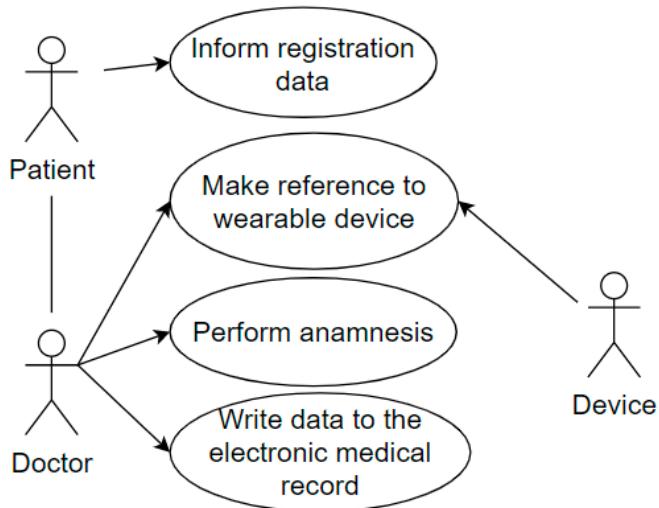 Inform registration
data
Patient
Make reference to
wearable device
Perform anamnesis
Device
Doctor
Write data to the
electronic medical
record